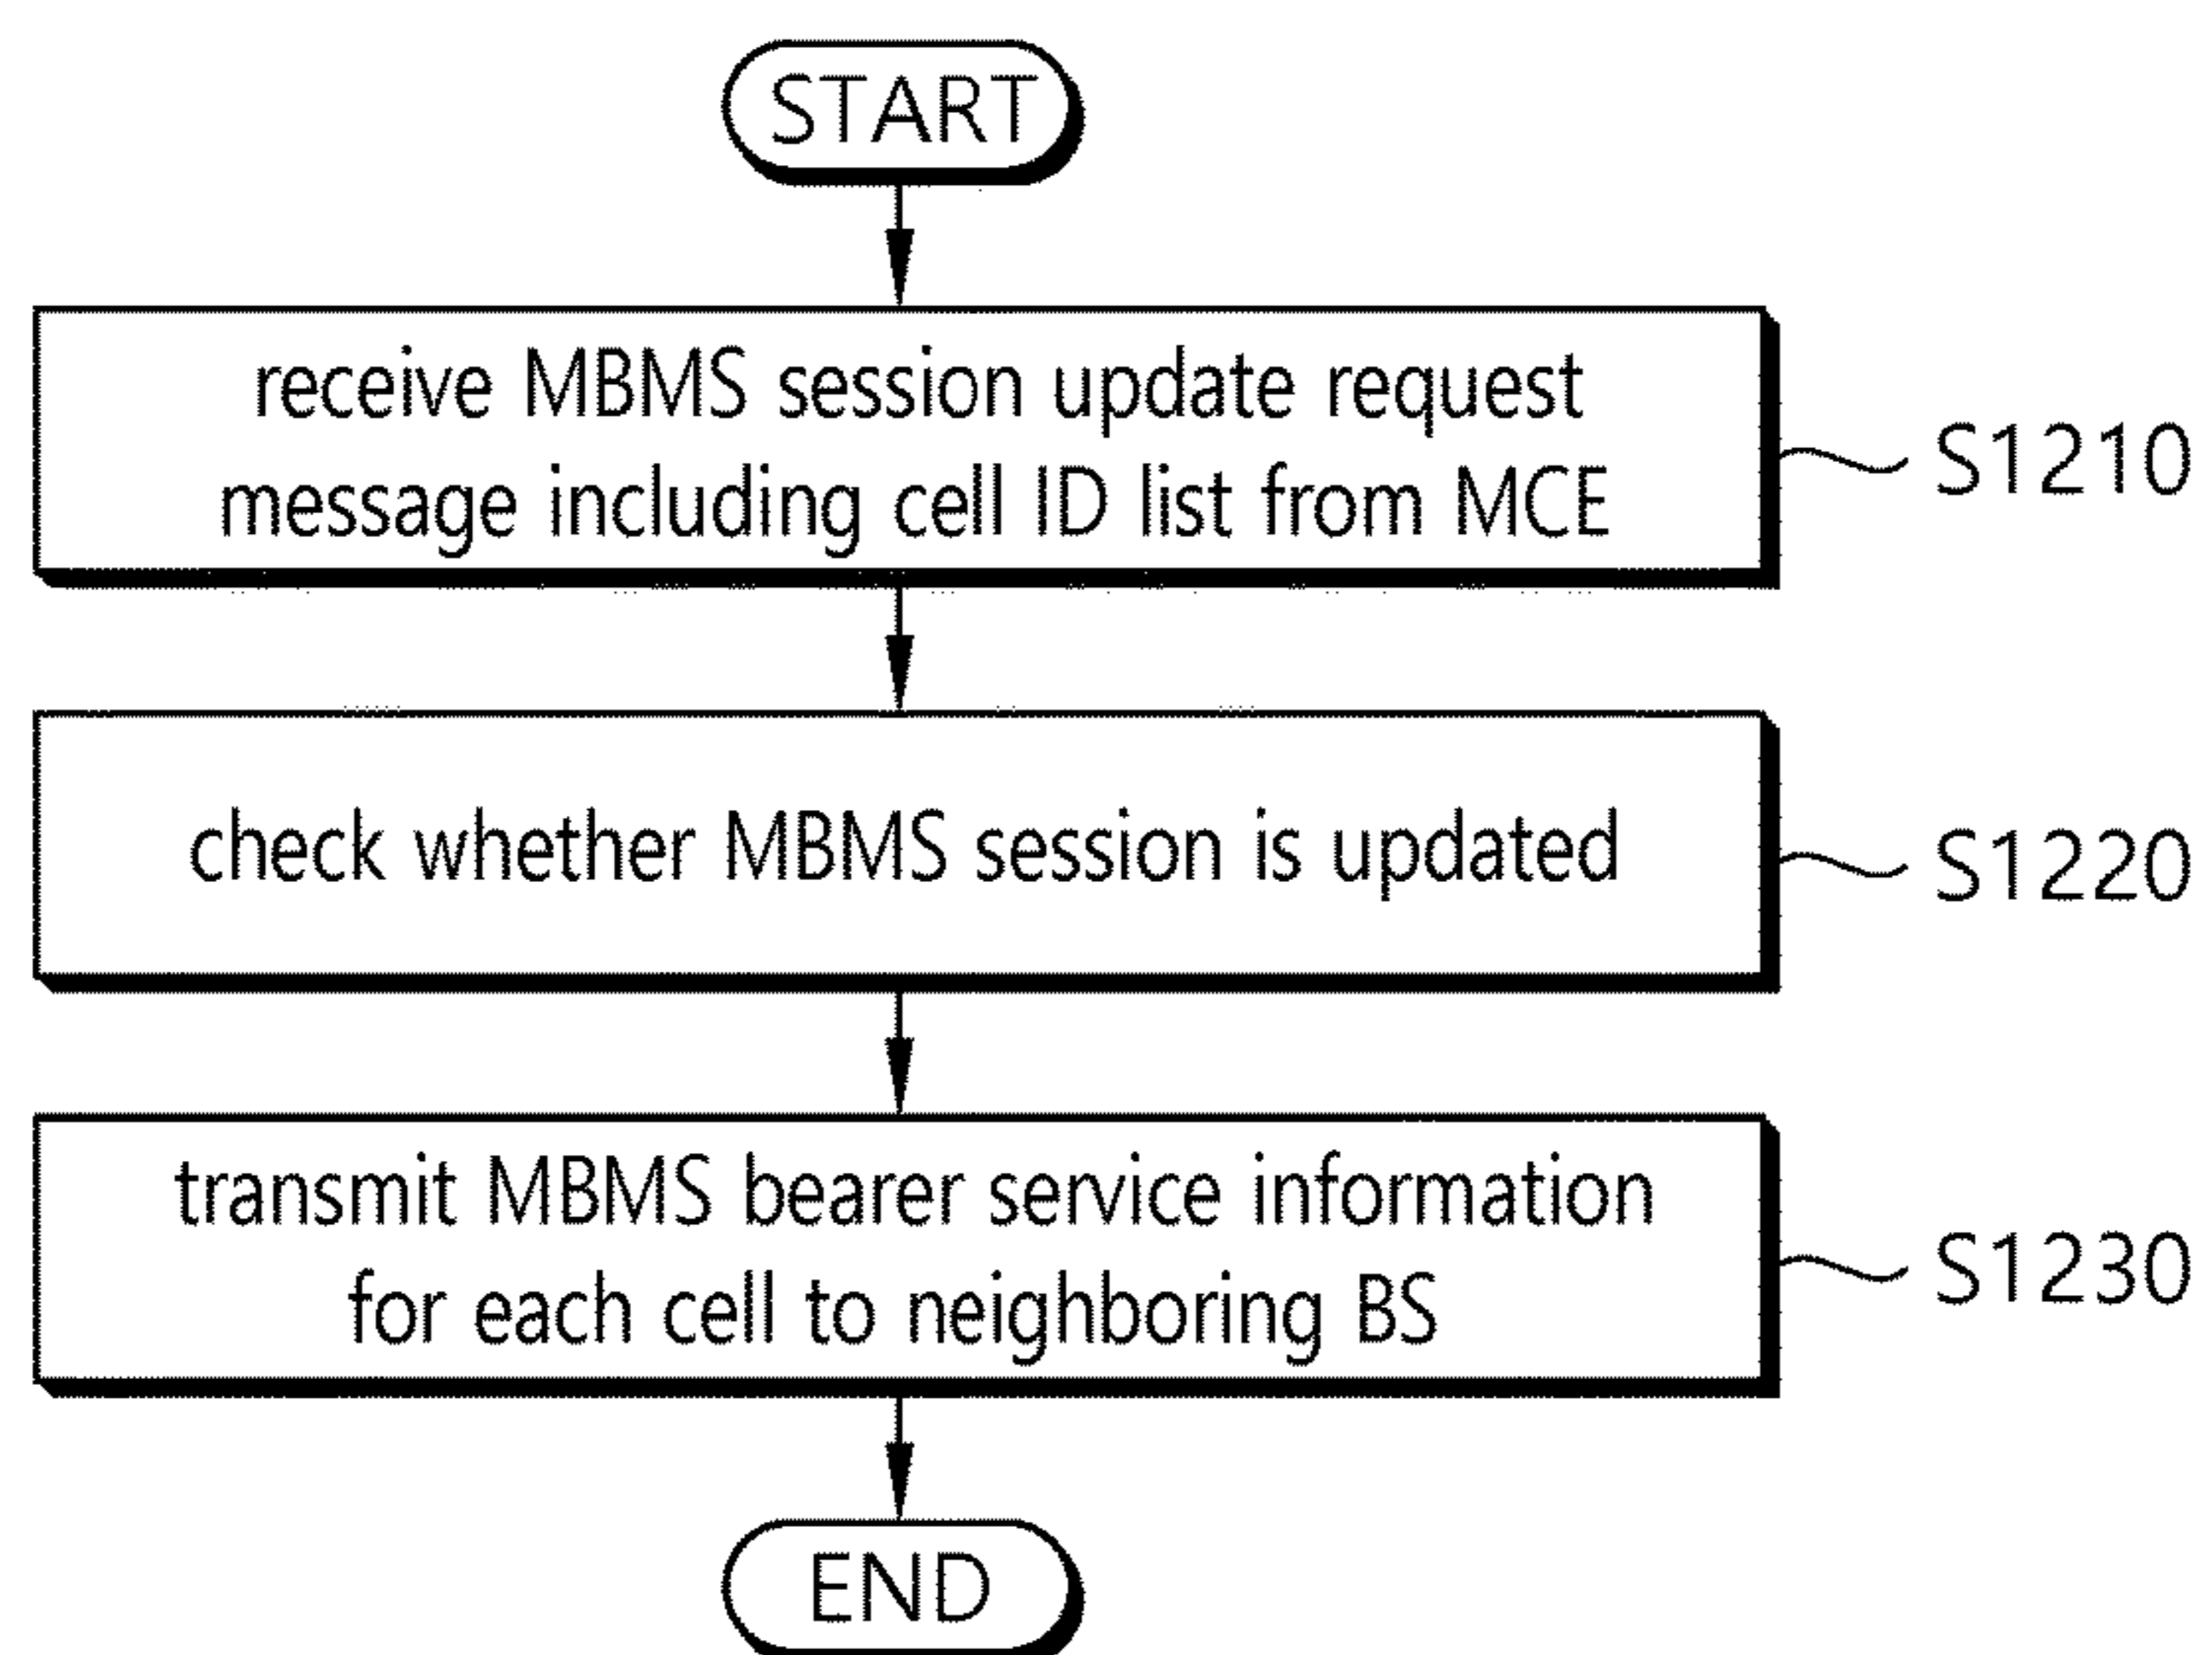 START
receive MBMS session update request
message including cell ID list from MCE
S1210
check whether MBMS session is updated
S1220
transmit MBMS bearer service information
for each cell to neighboring BS
S1230
END